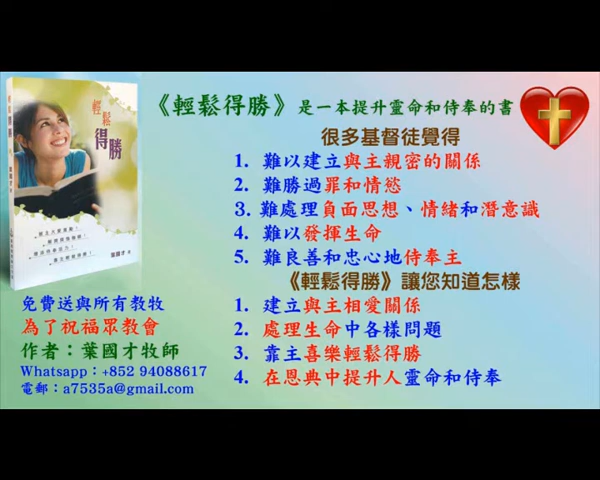 《輕鬆得勝》是一本提升靈命和侍奉的書
很多基督徒覺得
1. 難以建立與主親密的關係
2. 難勝過罪和情慾
3. 難處理負面思想、情緒和潛意識
4. 難以發揮生命
5. 難良善和忠心地侍奉主
《輕鬆得勝》讓您知道怎樣
1. 建立與主相愛關係
2. 處理生命中各樣問題
3. 靠主喜樂輕鬆得勝
4. 在恩典中提升人靈命和侍奉
輕鬆
得勝
輕鬆得勝
葉國才
免費送與所有教牧
為了祝福眾教會
作者：葉國才牧師
Whatsapp：+852 94088617
電郵：a7535a@gmail.com